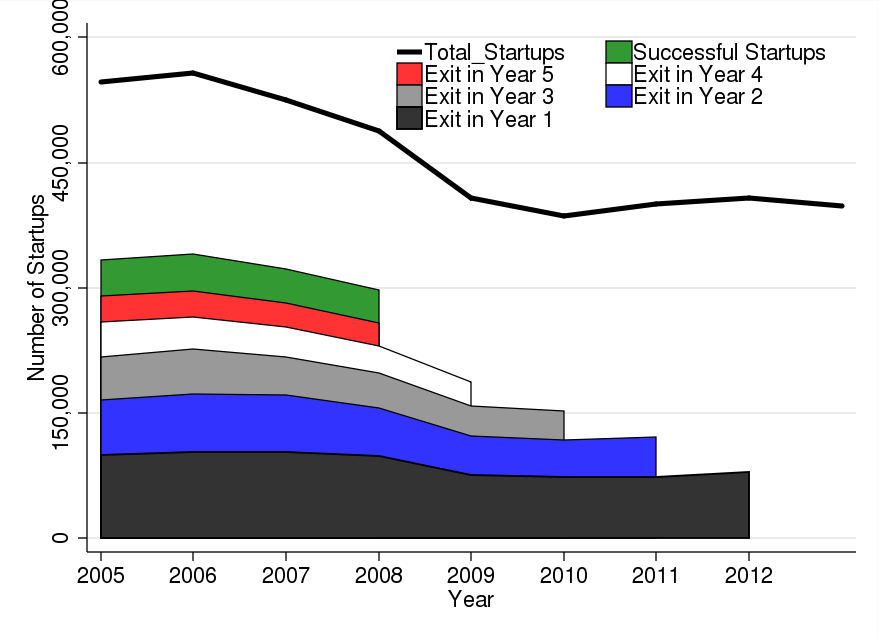 Total_Startups
Successful Startups
Exit in Year 5
Exit in Year 4
Exit in Year 3
Exit in Year 2
Exit in Year 1
Number of Startups
600,000
450,000
300,000
150,000
0
2005 2006 2007 2008 2009 2010 2011 2012
Year